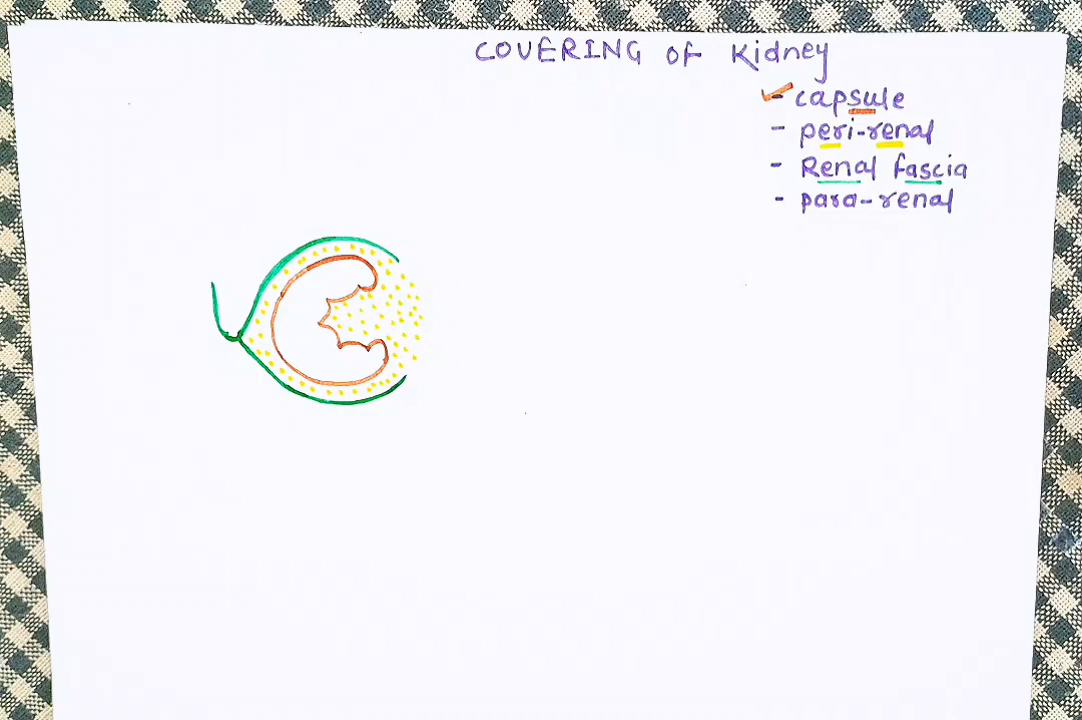 COVERING of Kidney
- capsule
- peri-renal
- Renal fascia
- para-renal